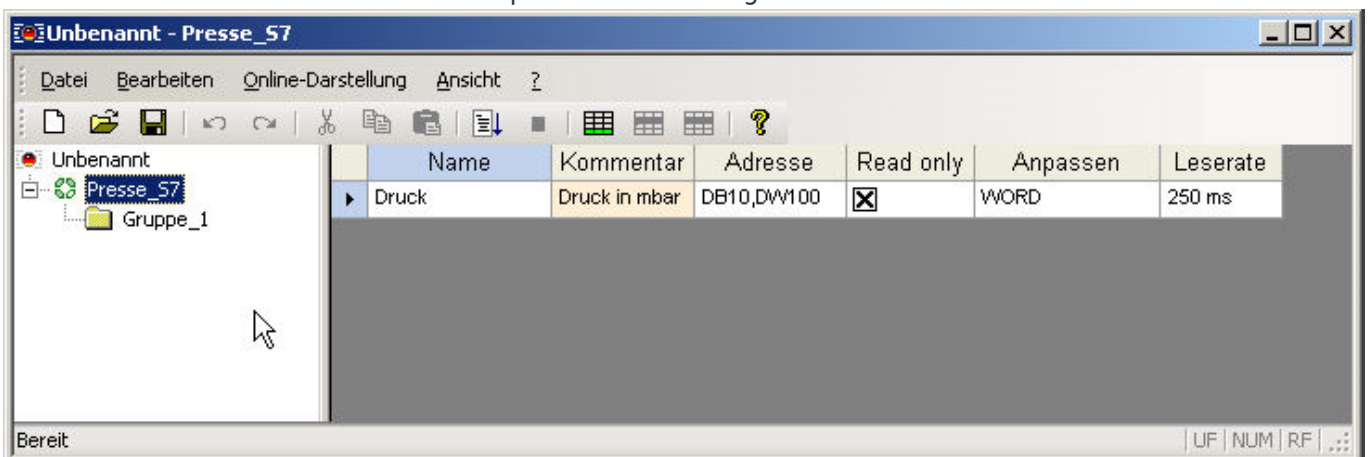 Unbenannt - Presse_S7
Datei Bearbeiten Online-Darstellung Ansicht ?
Unbenannt
Presse_S7
Gruppe_1
Name Kommentar Adresse Read only Anpassen Leserate
Druck Druck in mbar DB10,DW100 WORD 250 ms
Bereit UF NUM RF